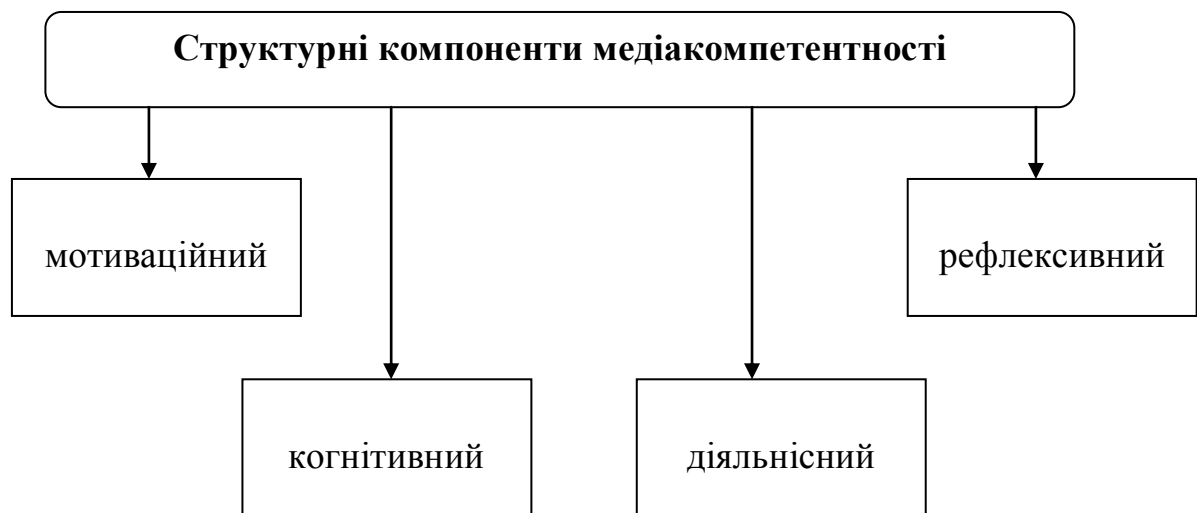 Структурні компоненти медіакомпетентності
мотиваційний
рефлексивний
когнітивний
діяльнісний